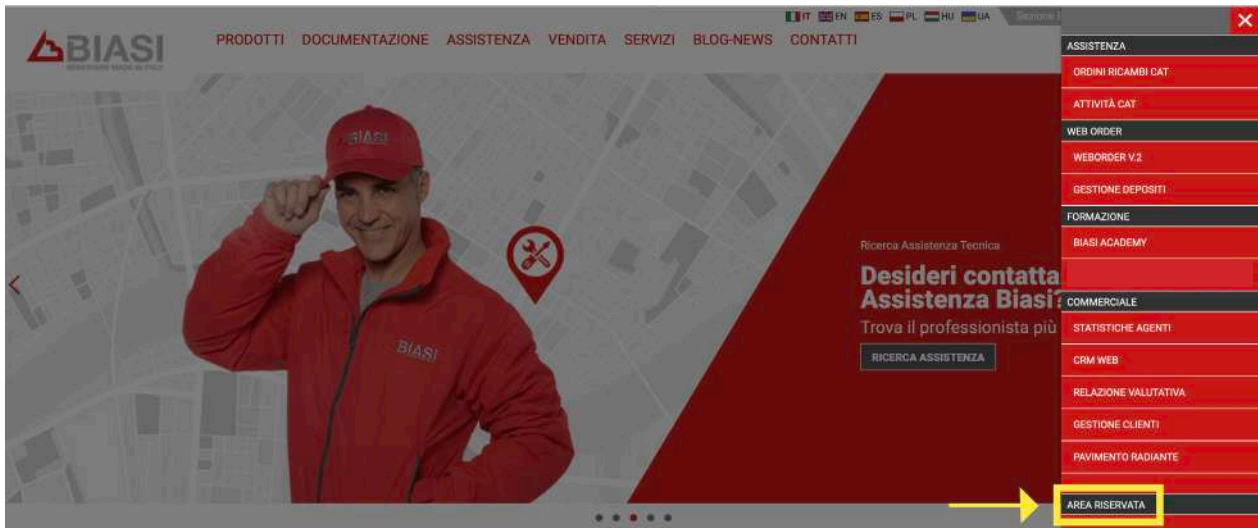 IT EN ES PL HU UA
BIASI
PRODOTTI DOCUMENTAZIONE ASSISTENZA VENDITA SERVIZI BLOG-NEWS CONTATTI
BIASI
BIASI
Ricerca Assistenza Tecnica
Desideri contatta
Assistenza Biasi?
Trova il professionista più
RICERCA ASSISTENZA
ASSISTENZA
ORDINI RICAMBI CAT
ATTIVITÀ CAT
WEB ORDER
WEBORDER V.2
GESTIONE DEPOSITI
FORMAZIONE
BIASI ACADEMY
COMMERCIALE
STATISTICHE AGENTI
CRM WEB
RELAZIONE VALUTATIVA
GESTIONE CLIENTI
PAVIMENTO RADIANTE
AREA RISERVATA